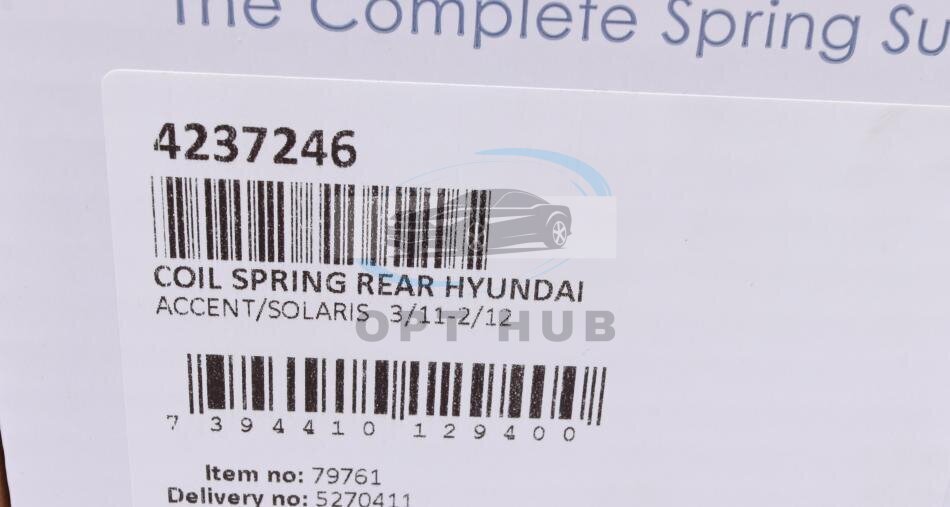 The Complete Spring Su
4237246
COIL SPRING REAR HYUNDAI
ACCENT/SOLARIS 3/11-2/12
OPT HUB
7 394410 129400
Item no: 79761
Delivery no: 5270411